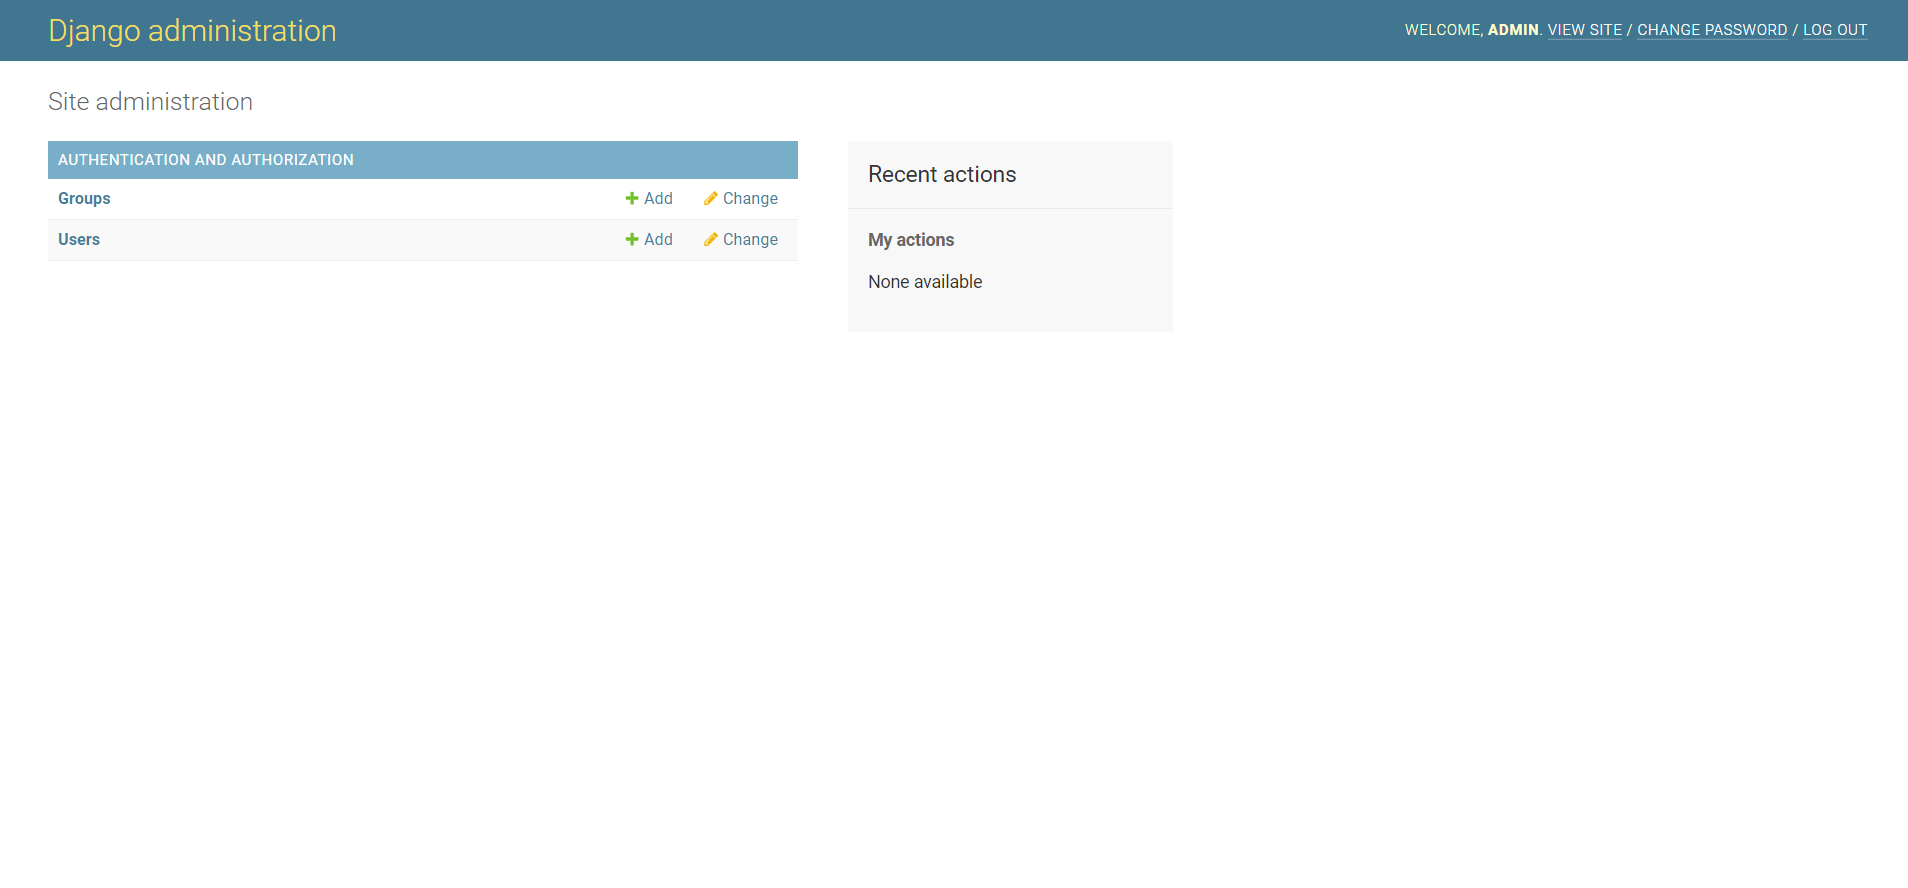 Django administration
WELCOME, ADMIN. VIEW SITE / CHANGE PASSWORD / LOG OUT
Site administration
AUTHENTICATION AND AUTHORIZATION
Groups Add Change
Users Add Change
Recent actions
My actions
None available